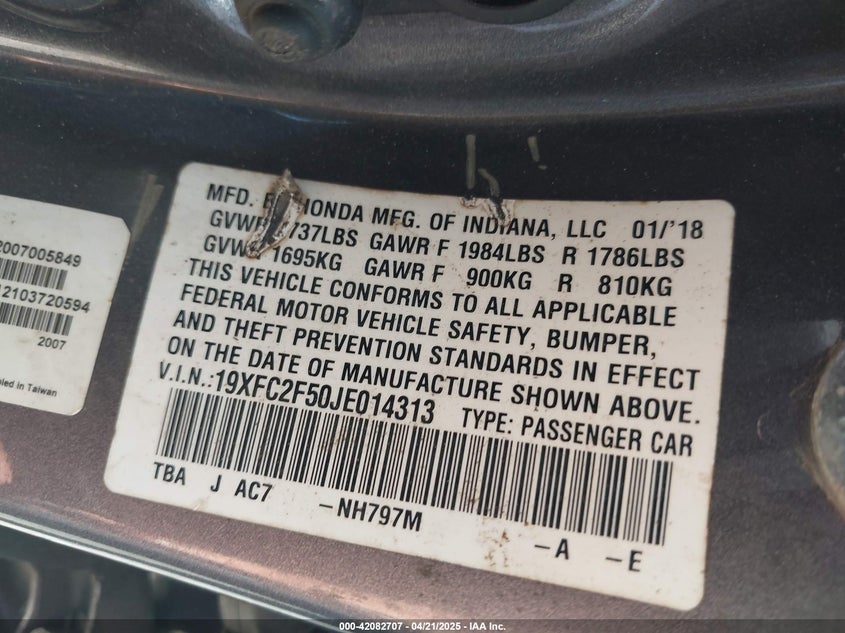 2007005849
12103720594
2007
in Taiwan
MFD. HONDA MFG. OF INDIANA, LLC 01/'18
737LBS GAWR F 1984LBS R 1786LBS
1695KG GAWR F 900KG R 810KG
THIS VEHICLE CONFORMS TO ALL APPLICABLE
FEDERAL MOTOR VEHICLE SAFETY, BUMPER,
AND THEFT PREVENTION STANDARDS IN EFFECT
ON THE DATE OF MANUFACTURE SHOWN ABOVE.
V.I.N.:19XFC2F50JE014313 TYPE: PASSENGER CAR
TBA J AC7 -NH797M -A -E
000-42082707 - 04/21/2025 - IAA Inc.